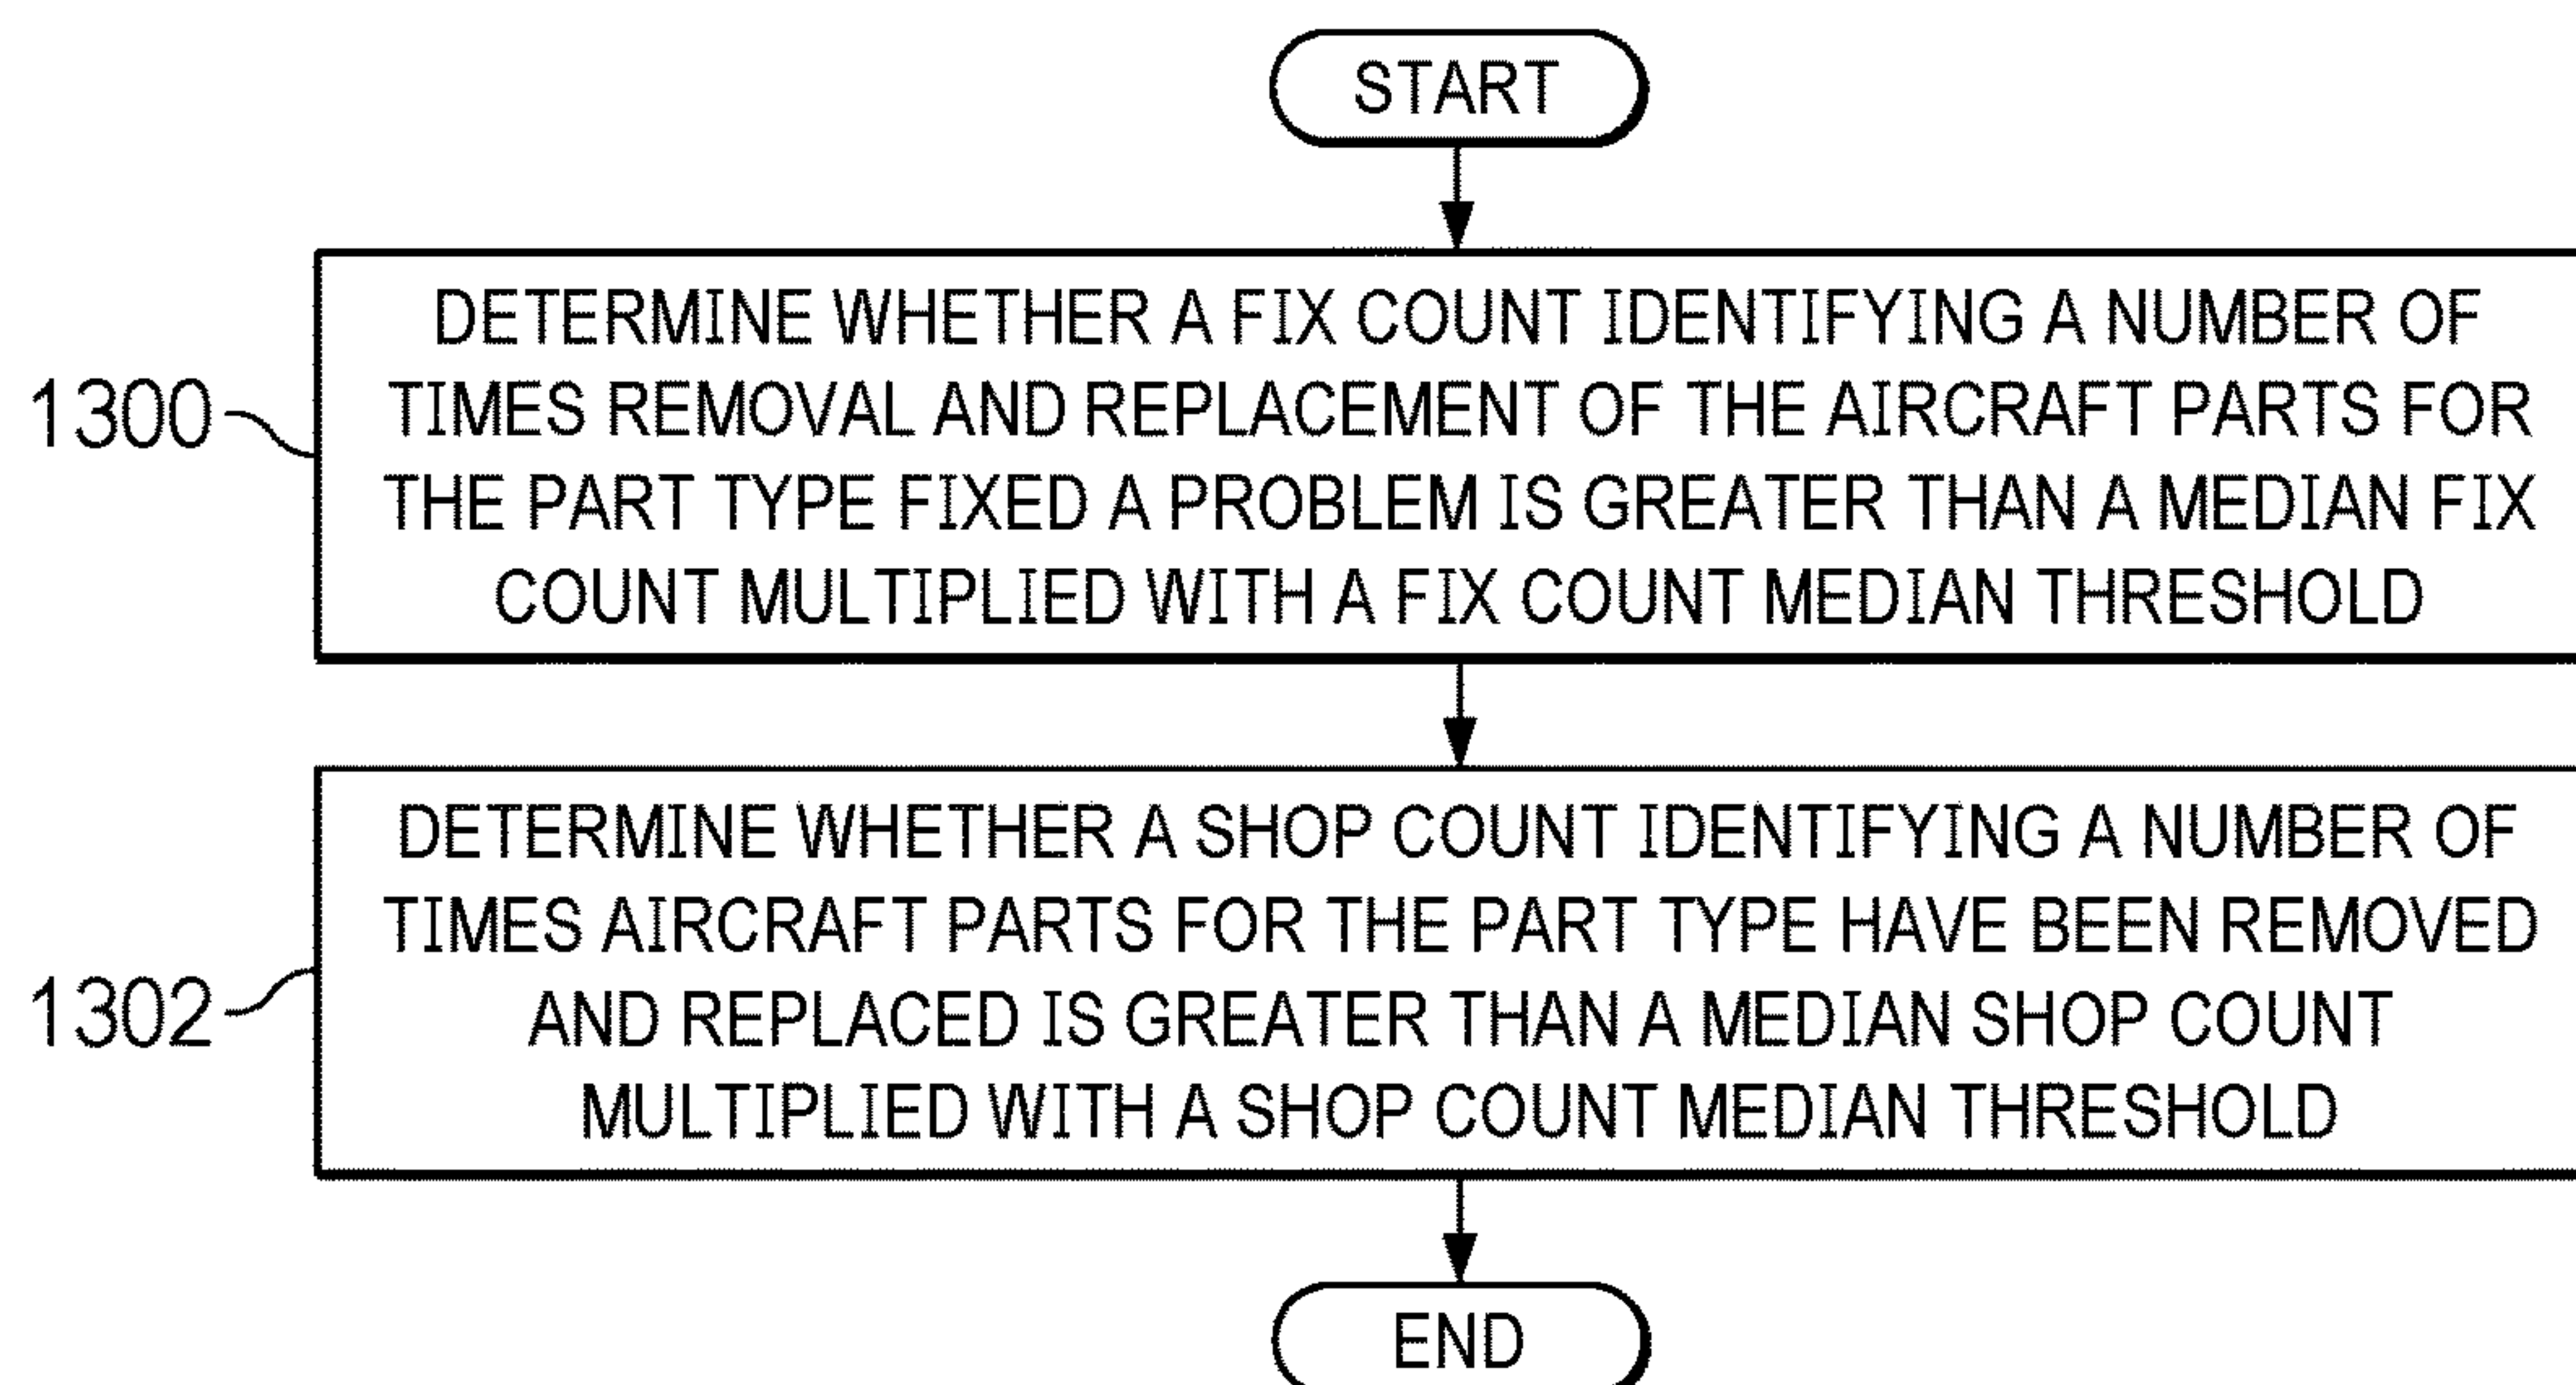 START
DETERMINE WHETHER A FIX COUNT IDENTIFYING A NUMBER OF
TIMES REMOVAL AND REPLACEMENT OF THE AIRCRAFT PARTS FOR
THE PART TYPE FIXED A PROBLEM IS GREATER THAN A MEDIAN FIX
COUNT MULTIPLIED WITH A FIX COUNT MEDIAN THRESHOLD
1300
DETERMINE WHETHER A SHOP COUNT IDENTIFYING A NUMBER OF
TIMES AIRCRAFT PARTS FOR THE PART TYPE HAVE BEEN REMOVED
AND REPLACED IS GREATER THAN A MEDIAN SHOP COUNT
MULTIPLIED WITH A SHOP COUNT MEDIAN THRESHOLD
1302
END